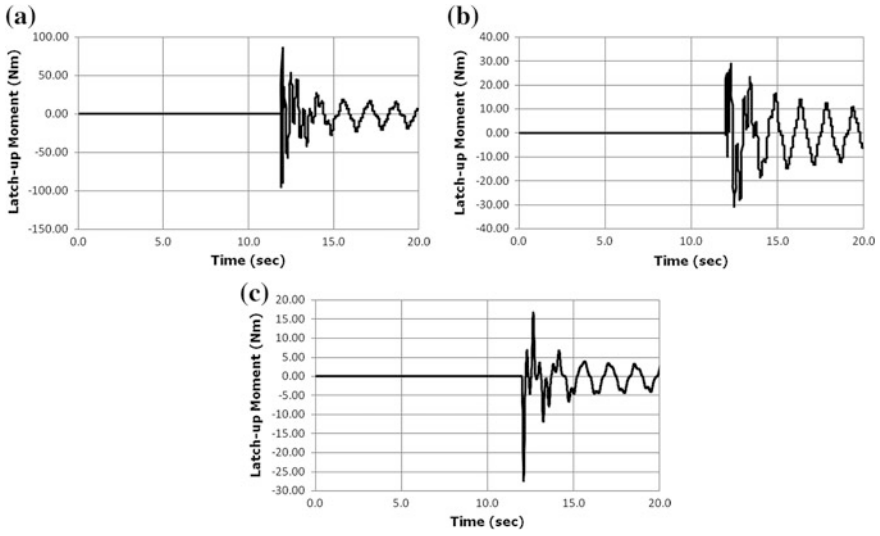 (a)
Latch-up Moment (Nm)
100.00
50.00
0.00
-50.00
-100.00
-150.00
0.0 5.0 10.0 15.0 20.0
Time (sec)
(b)
Latch-up Moment (Nm)
40.00
30.00
20.00
10.00
0.00
-10.00
-20.00
-30.00
-40.00
0.0 5.0 10.0 15.0 20.0
Time (sec)
(c)
Latch-up Moment (Nm)
20.00
15.00
10.00
5.00
0.00
-5.00
-10.00
-15.00
-20.00
-25.00
-30.00
0.0 5.0 10.0 15.0 20.0
Time (sec)